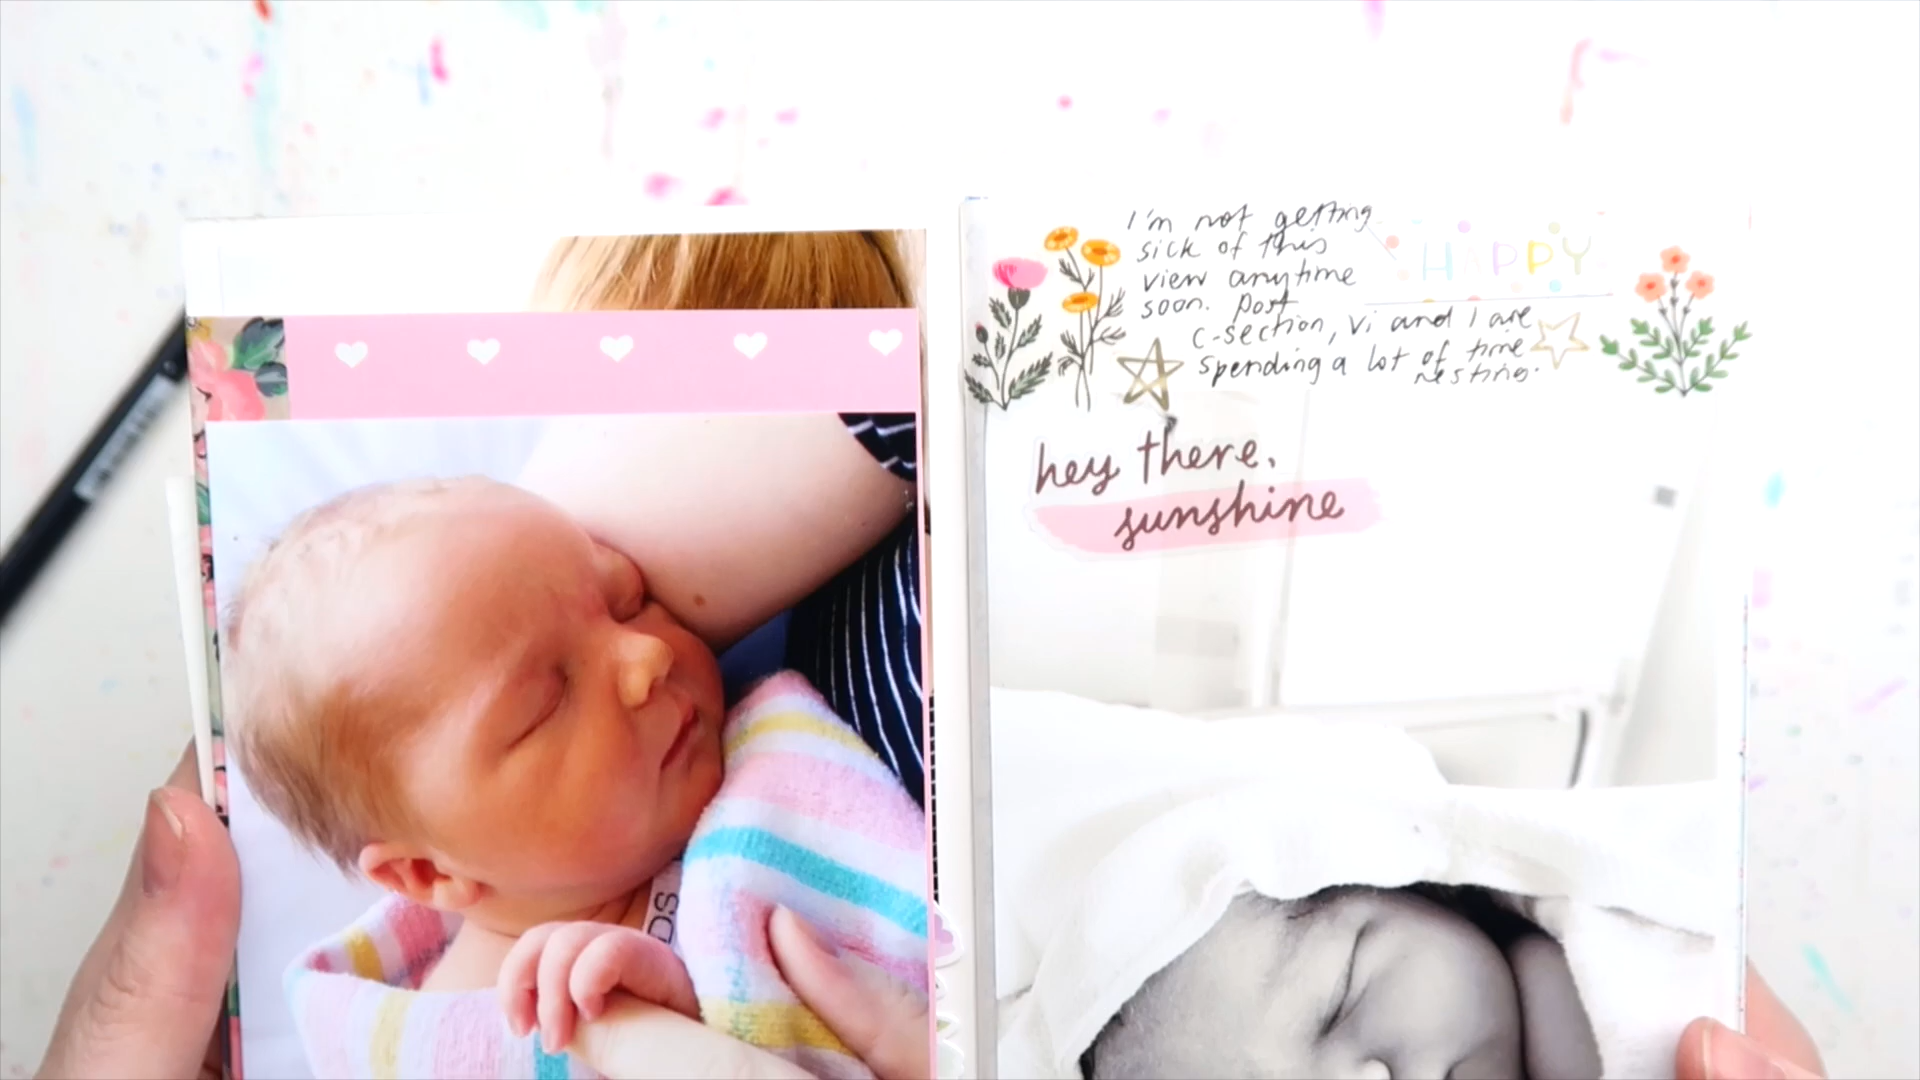 I'm not getting
sick of this
view anytime
soon. Post
C-section, Vi and I are
spending a lot of time
nesting.
HAPPY
hey there,
sunshine
DS